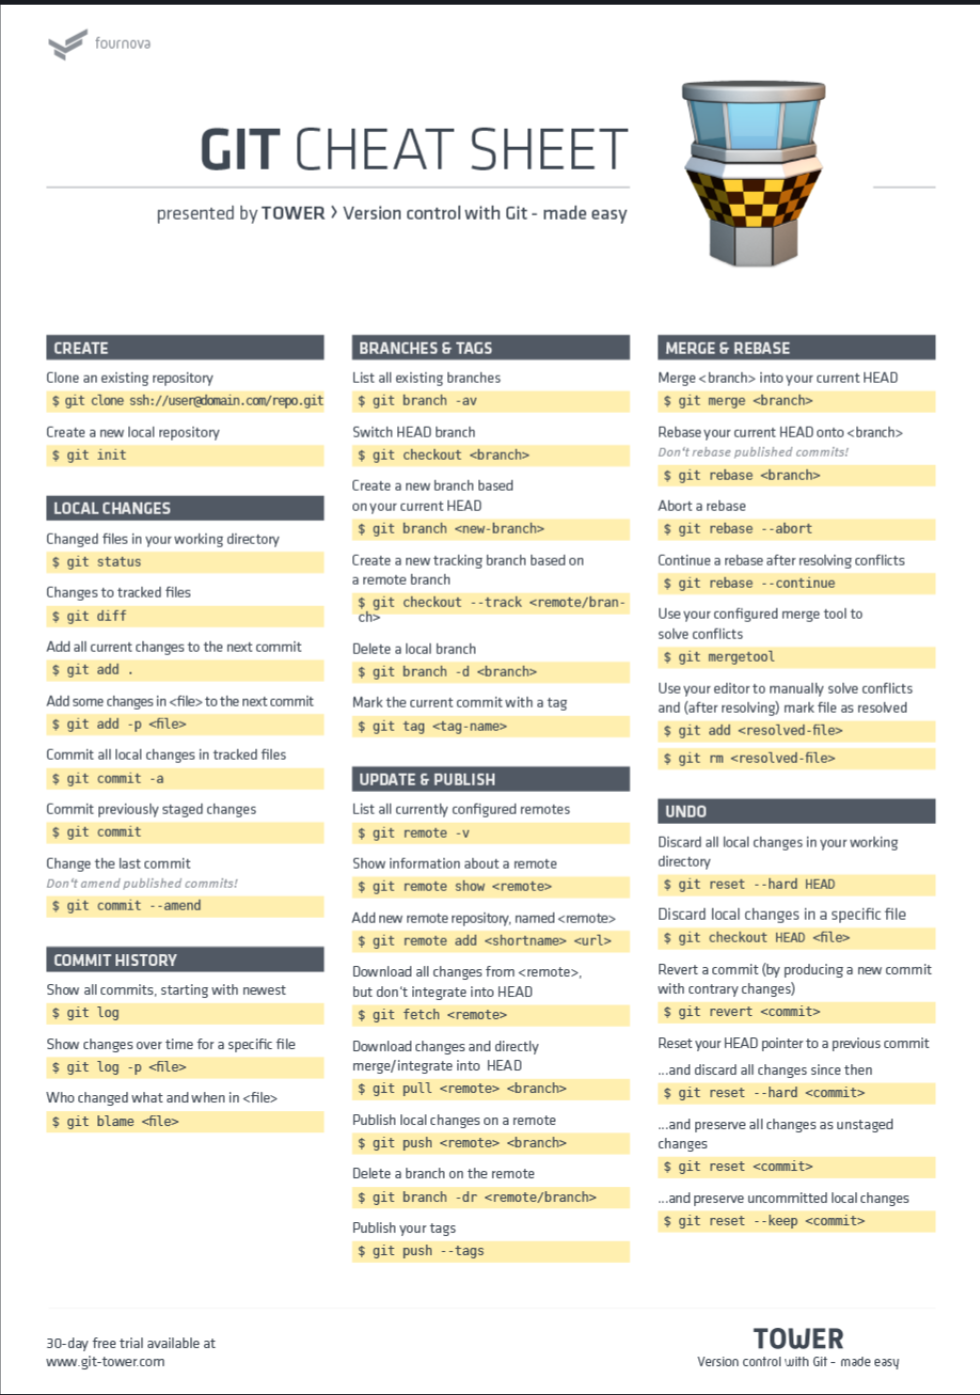 fournova
GIT CHEAT SHEET
presented by TOWER > Version control with Git - made easy
CREATE
Clone an existing repository
$ git clone ssh://user@domain.com/repo.git
Create a new local repository
$ git init
LOCAL CHANGES
Changed files in your working directory
$ git status
Changes to tracked files
$ git diff
Add all current changes to the next commit
$ git add .
Add some changes in <file> to the next commit
$ git add -p <file>
Commit all local changes in tracked files
$ git commit -a
Commit previously staged changes
$ git commit
Change the last commit
Don't amend published commits!
$ git commit --amend
COMMIT HISTORY
Show all commits, starting with newest
$ git log
Show changes over time for a specific file
$ git log -p <file>
Who changed what and when in <file>
$ git blame <file>
BRANCHES & TAGS
List all existing branches
$ git branch -av
Switch HEAD branch
$ git checkout <branch>
Create a new branch based
on your current HEAD
$ git branch <new-branch>
Create a new tracking branch based on
a remote branch
$ git checkout --track <remote/bran-
ch>
Delete a local branch
$ git branch -d <branch>
Mark the current commit with a tag
$ git tag <tag-name>
UPDATE & PUBLISH
List all currently configured remotes
$ git remote -v
Show information about a remote
$ git remote show <remote>
Add new remote repository, named <remote>
$ git remote add <shortname> <url>
Download all changes from <remote>,
but don't integrate into HEAD
$ git fetch <remote>
Download changes and directly
merge/integrate into HEAD
$ git pull <remote> <branch>
Publish local changes on a remote
$ git push <remote> <branch>
Delete a branch on the remote
$ git branch -dr <remote/branch>
Publish your tags
$ git push --tags
MERGE & REBASE
Merge <branch> into your current HEAD
$ git merge <branch>
Rebase your current HEAD onto <branch>
Don't rebase published commits!
$ git rebase <branch>
Abort a rebase
$ git rebase --abort
Continue a rebase after resolving conflicts
$ git rebase --continue
Use your configured merge tool to
solve conflicts
$ git mergetool
Use your editor to manually solve conflicts
and (after resolving) mark file as resolved
$ git add <resolved-file>
$ git rm <resolved-file>
UNDO
Discard all local changes in your working
directory
$ git reset --hard HEAD
Discard local changes in a specific file
$ git checkout HEAD <file>
Revert a commit (by producing a new commit
with contrary changes)
$ git revert <commit>
Reset your HEAD pointer to a previous commit
...and discard all changes since then
$ git reset --hard <commit>
...and preserve all changes as unstaged
changes
$ git reset <commit>
...and preserve uncommitted local changes
$ git reset --keep <commit>
30-day free trial available at
www.git-tower.com
TOWER
Version control with Git - made easy